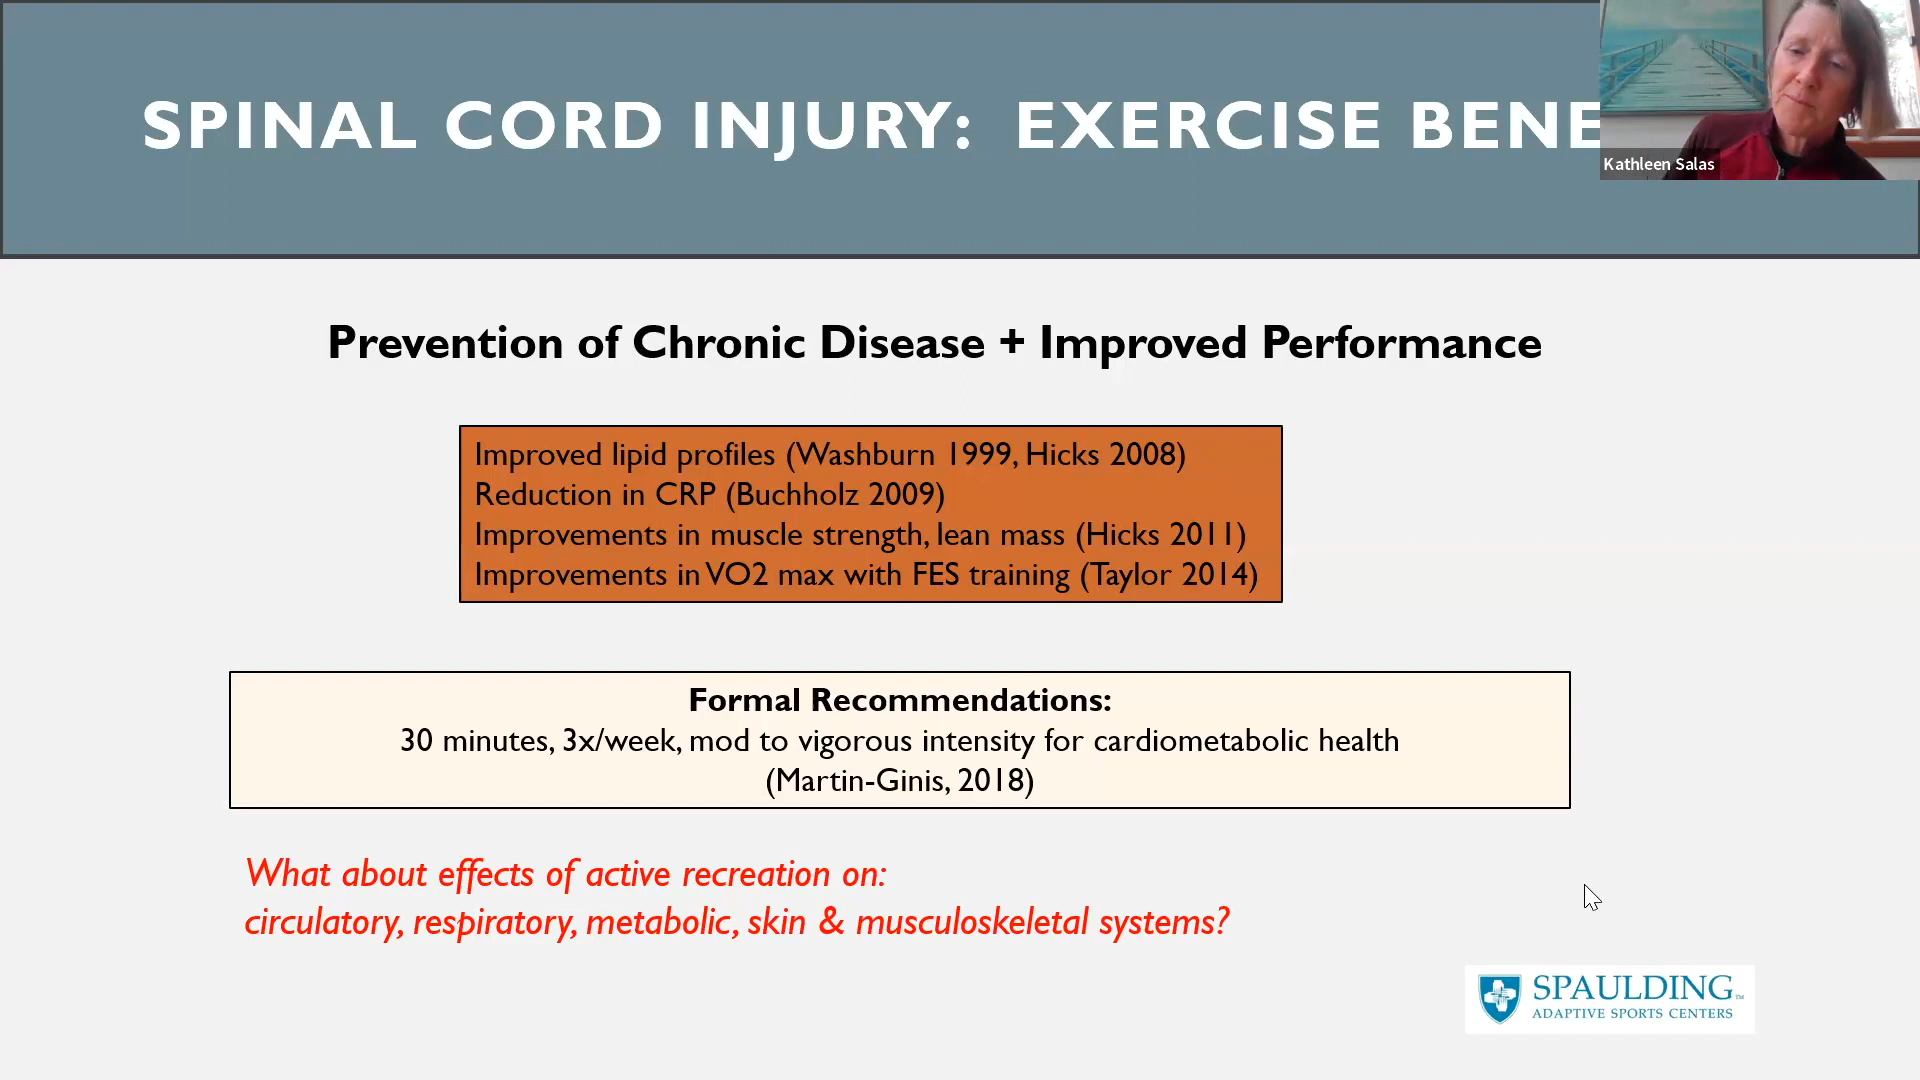 SPINAL CORD INJURY: EXERCISE BENE
Kathleen Salas
Prevention of Chronic Disease + Improved Performance
Improved lipid profiles (Washburn 1999, Hicks 2008)
Reduction in CRP (Buchholz 2009)
Improvements in muscle strength, lean mass (Hicks 2011)
Improvements in VO2 max with FES training (Taylor 2014)
Formal Recommendations:
30 minutes, 3x/week, mod to vigorous intensity for cardiometabolic health
(Martin-Ginis, 2018)
What about effects of active recreation on:
circulatory, respiratory, metabolic, skin & musculoskeletal systems?
SPAULDING™
ADAPTIVE SPORTS CENTERS